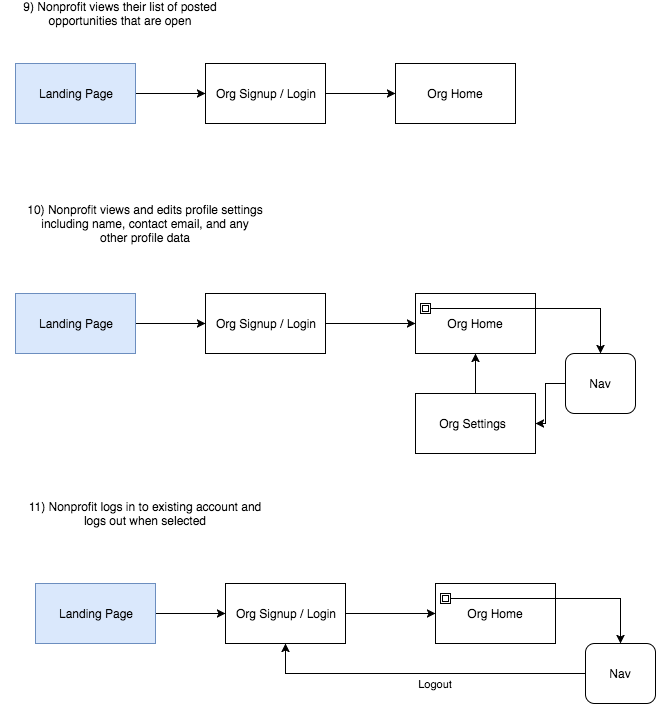 9) Nonprofit views their list of posted
opportunities that are open
Landing Page
Org Signup / Login
Org Home
10) Nonprofit views and edits profile settings
including name, contact email, and any
other profile data
Landing Page
Org Signup / Login
Org Home
Nav
Org Settings
11) Nonprofit logs in to existing account and
logs out when selected
Landing Page
Org Signup / Login
Org Home
Nav
Logout